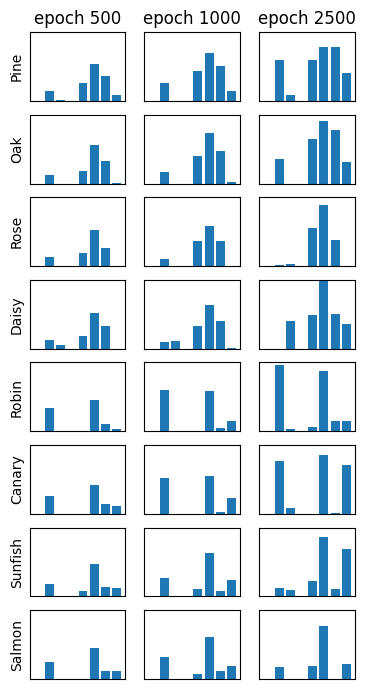 epoch 500 epoch 1000 epoch 2500
Pine
Oak
Rose
Daisy
Robin
Canary
Sunfish
Salmon